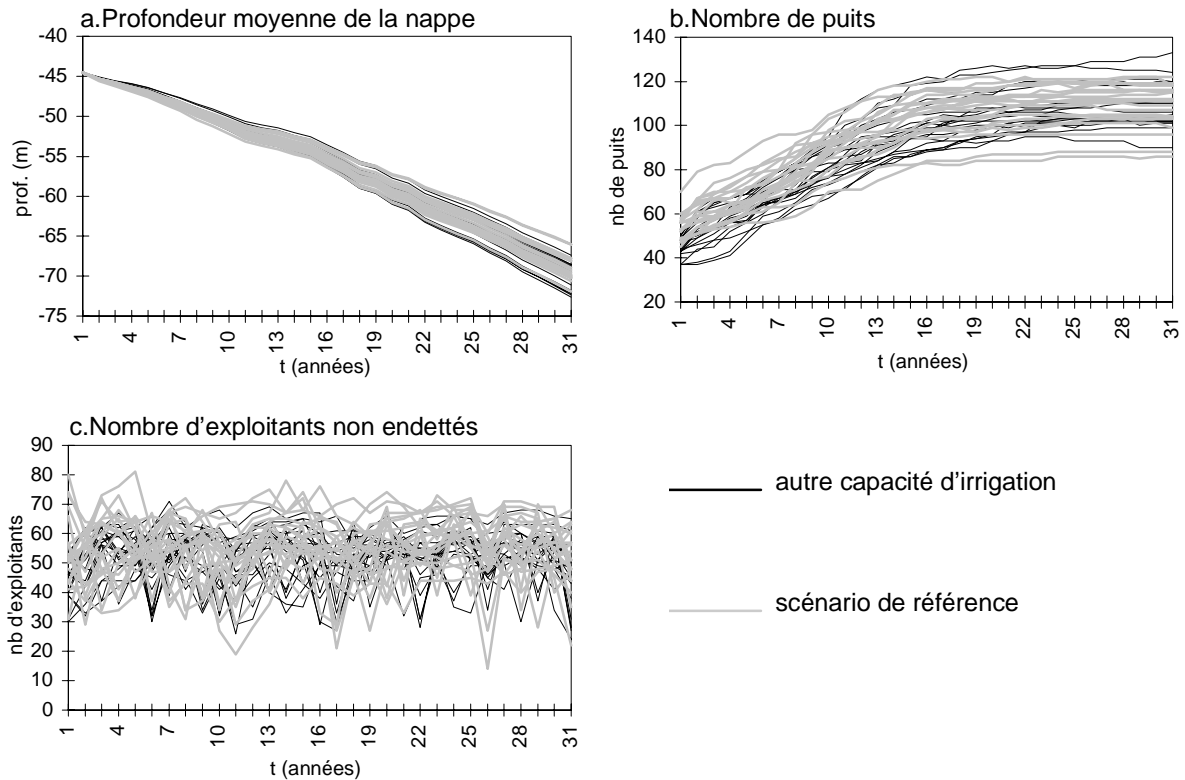 a.Profondeur moyenne de la nappe
-40
-45
-50
-55
-60
-65
-70
-75
prof. (m)
1 4 7 10 13 16 19 22 25 28 31
t (années)
b.Nombre de puits
140
120
100
80
60
40
20
nb de puits
1 4 7 10 13 16 19 22 25 28 31
t (années)
c.Nombre d'exploitants non endettés
90
80
70
60
50
40
30
20
10
0
nb d'exploitants
1 4 7 10 13 16 19 22 25 28 31
t (années)
autre capacité d'irrigation
scénario de référence